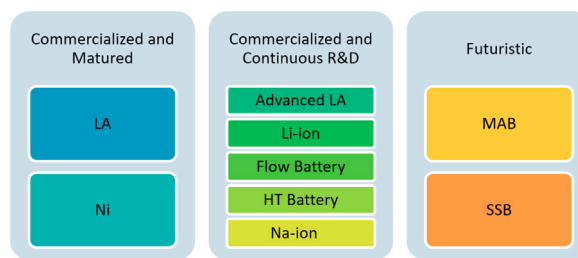 Commercialized and
Matured
LA
Ni
Commercialized and
Continuous R&D
Advanced LA
Li-ion
Flow Battery
HT Battery
Na-ion
Futuristic
MAB
SSB